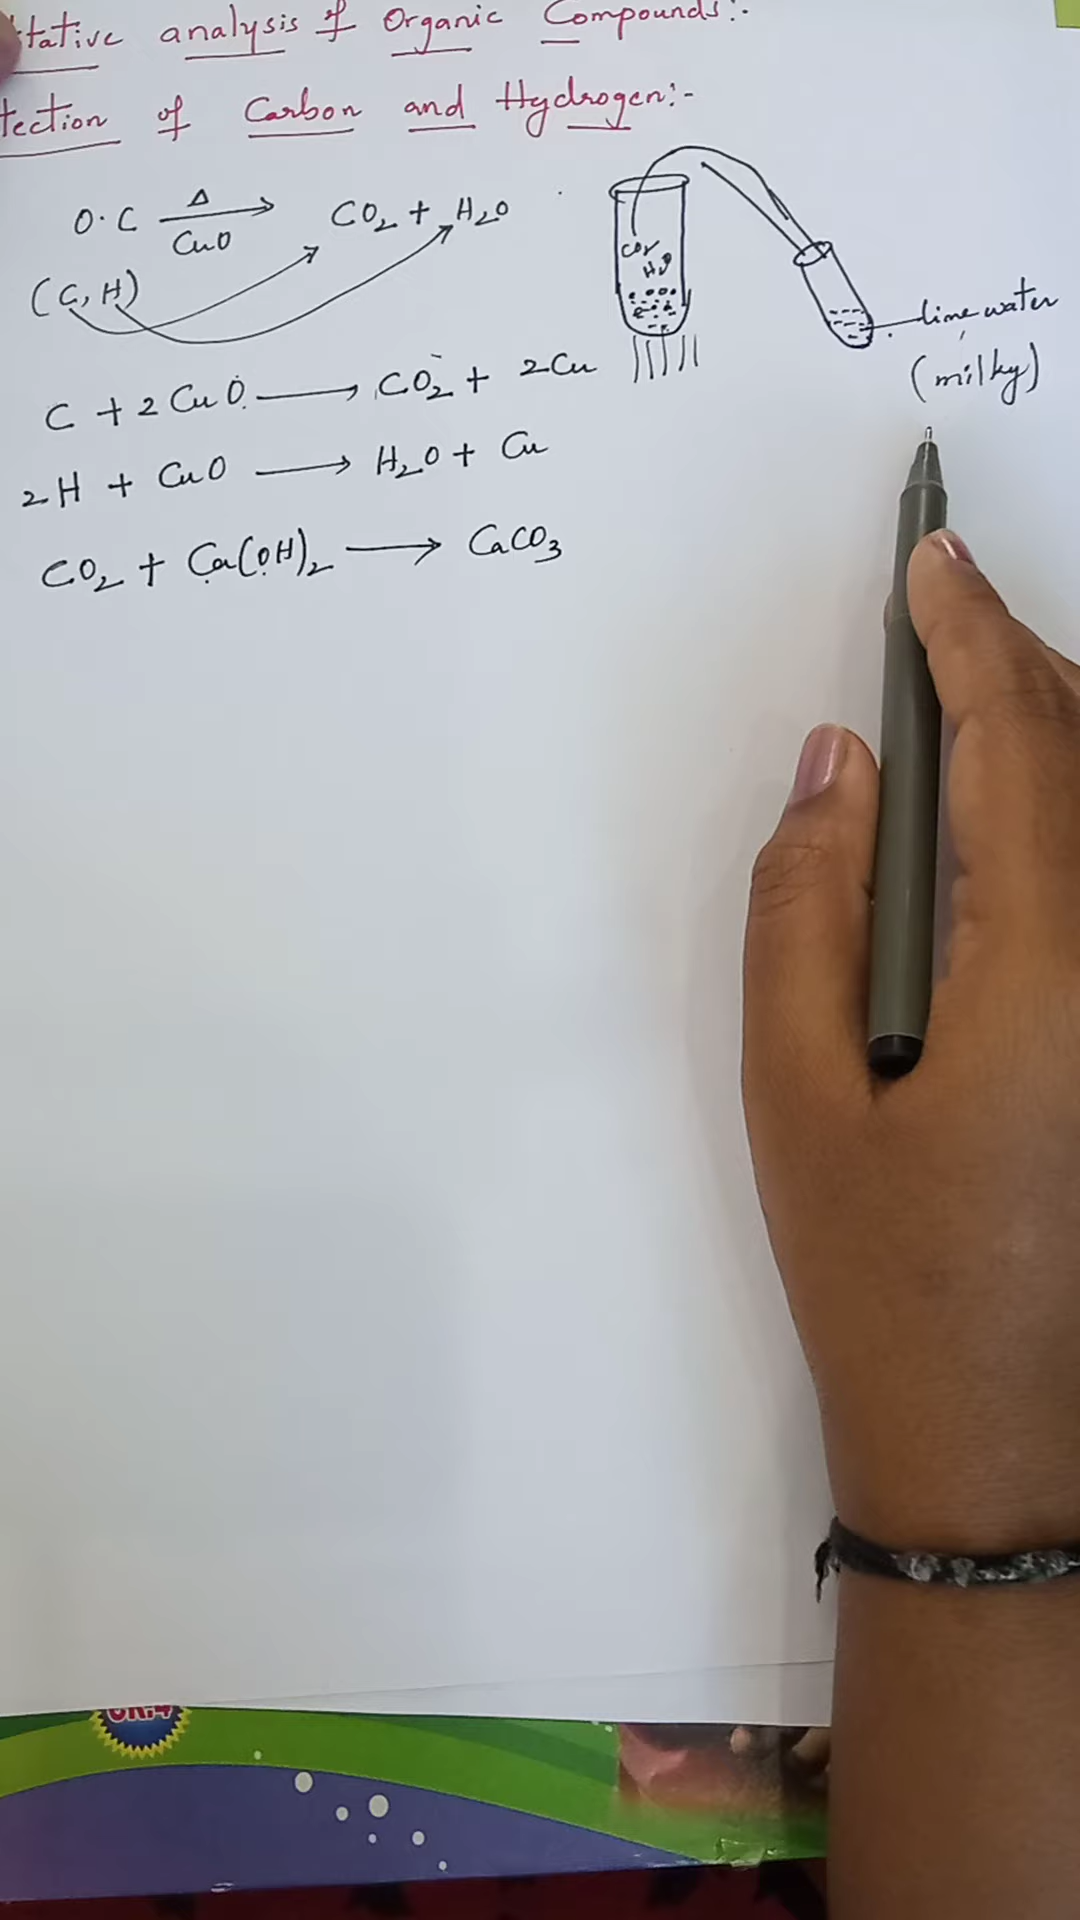 tative analysis of Organic Compounds:-
tection of Carbon and Hydrogen:-
O.C Δ CuO → CO₂ + H₂O
(C, H)
CO₂
H₂O
lime water
(milky)
C + 2CuO → CO₂ + 2Cu
2H + CuO → H₂O + Cu
CO₂ + Ca(OH)₂ → CaCO₃